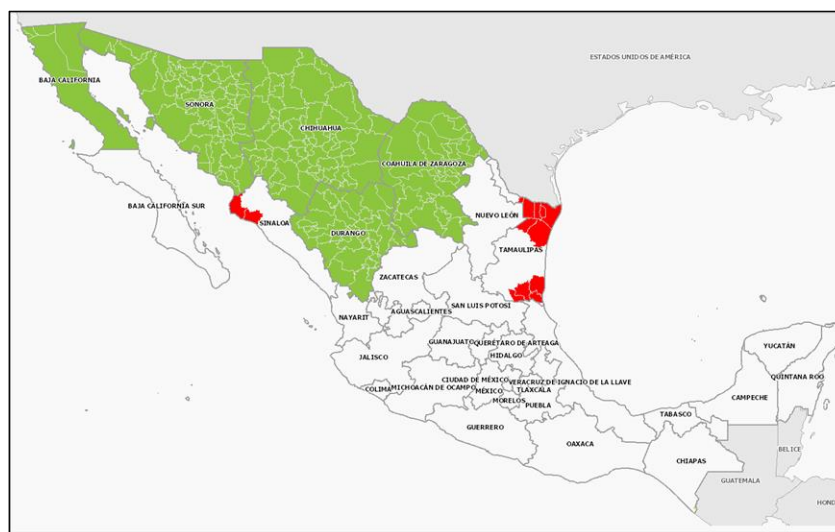 ESTADOS UNIDOS DE AMÉRICA
BAJA CALIFORNIA
SONORA
CHIHUAHUA
COAHUILA DE ZARAGOZA
BAJA CALIFORNIA SUR
SINALOA
NUEVO LEÓN
DURANGO
TAMAULIPAS
ZACATECAS
SAN LUIS POTOSÍ
NAYARIT
AGUASCALIENTES
GUANAJUATO
QUERÉTARO DE ARTEAGA
YUCATÁN
JALISCO
HIDALGO
QUINTANA ROO
CIUDAD DE MÉXICO
VERACRUZ DE IGNACIO DE LA LLAVE
COLIMA
MICHOACÁN DE OCAMPO
MÉXICO
TLAXCALA
CAMPECHE
MORELOS
PUEBLA
TABASCO
GUERRERO
OAXACA
BELICE
CHIAPAS
GUATEMALA
HOND